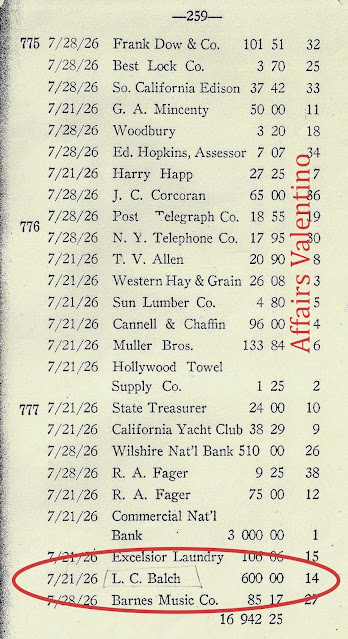 —259—
775 7/28/26 Frank Dow & Co. 101 51 32
7/28/26 Best Lock Co. 3 70 25
7/28/26 So. California Edison 37 42 33
7/21/26 G. A. Mincenty 50 00 11
7/28/26 Woodbury 3 20 18
7/28/26 Ed. Hopkins, Assessor 7 07 34
7/21/26 Harry Happ 27 25 7
7/28/26 J. C. Corcoran 65 00 36
7/28/26 Post Telegraph Co. 18 55 19
776 7/28/26 N. Y. Telephone Co. 17 95 30
7/21/26 T. V. Allen 20 90 8
7/21/26 Western Hay & Grain 26 08 3
7/21/26 Sun Lumber Co. 4 80 5
7/21/26 Cannell & Chaffin 96 00 4
7/21/26 Muller Bros. 133 84 6
7/21/26 Hollywood Towel
Supply Co. 1 25 2
777 7/21/26 State Treasurer 24 00 10
7/21/26 California Yacht Club 38 29 9
7/28/26 Wilshire Nat'l Bank 510 00 26
7/28/26 R. A. Fager 9 25 38
7/21/26 R. A. Fager 75 00 12
7/21/26 Commercial Nat'l
Bank 3 000 00 1
7/21/26 Excelsior Laundry 106 06 15
7/21/26 L. C. Balch 600 00 14
7/28/26 Barnes Music Co. 85 17 27
16 942 25
Affairs Valentino